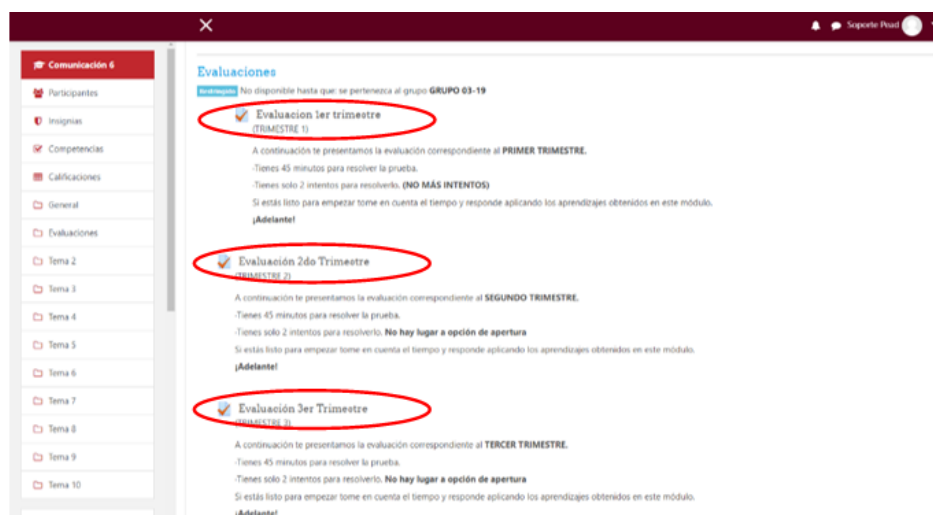 Soporte Pead
Comunicación 6
Participantes
Insignias
Competencias
Calificaciones
General
Evaluaciones
Tema 2
Tema 3
Tema 4
Tema 5
Tema 6
Tema 7
Tema 8
Tema 9
Tema 10
Evaluaciones
Restringido No disponible hasta que: se pertenezca al grupo GRUPO 03-19
Evaluacion 1er trimestre
(TRIMESTRE 1)
A continuación te presentamos la evaluación correspondiente al PRIMER TRIMESTRE.
-Tienes 45 minutos para resolver la prueba.
-Tienes solo 2 intentos para resolverlo. (NO MÁS INTENTOS)
Si estás listo para empezar tome en cuenta el tiempo y responde aplicando los aprendizajes obtenidos en este módulo.
¡Adelante!
Evaluación 2do Trimestre
(TRIMESTRE 2)
A continuación te presentamos la evaluación correspondiente al SEGUNDO TRIMESTRE.
-Tienes 45 minutos para resolver la prueba.
-Tienes solo 2 intentos para resolverlo. No hay lugar a opción de apertura
Si estás listo para empezar tome en cuenta el tiempo y responde aplicando los aprendizajes obtenidos en este módulo.
¡Adelante!
Evaluación 3er Trimestre
(TRIMESTRE 3)
A continuación te presentamos la evaluación correspondiente al TERCER TRIMESTRE.
-Tienes 45 minutos para resolver la prueba.
-Tienes solo 2 intentos para resolverlo. No hay lugar a opción de apertura
Si estás listo para empezar tome en cuenta el tiempo y responde aplicando los aprendizajes obtenidos en este módulo.
¡Adelante!